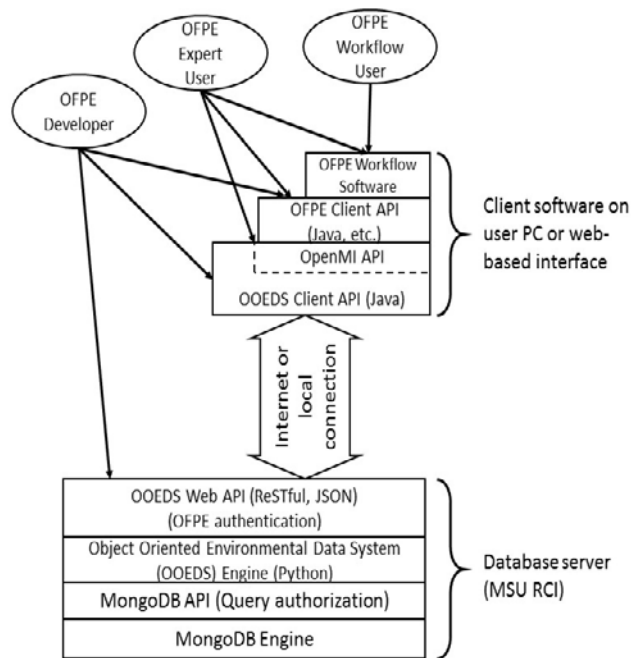 OFPE
Developer
OFPE
Expert
User
OFPE
Workflow
User
OFPE Workflow
Software
OFPE Client API
(Java, etc.)
OpenMI API
OOEDS Client API (Java)
Client software on
user PC or web-
based interface
Internet or
local
connection
OOEDS Web API (ReSTful, JSON)
(OFPE authentication)
Object Oriented Environmental Data System
(OOEDS) Engine (Python)
MongoDB API (Query authorization)
MongoDB Engine
Database server
(MSU RCI)